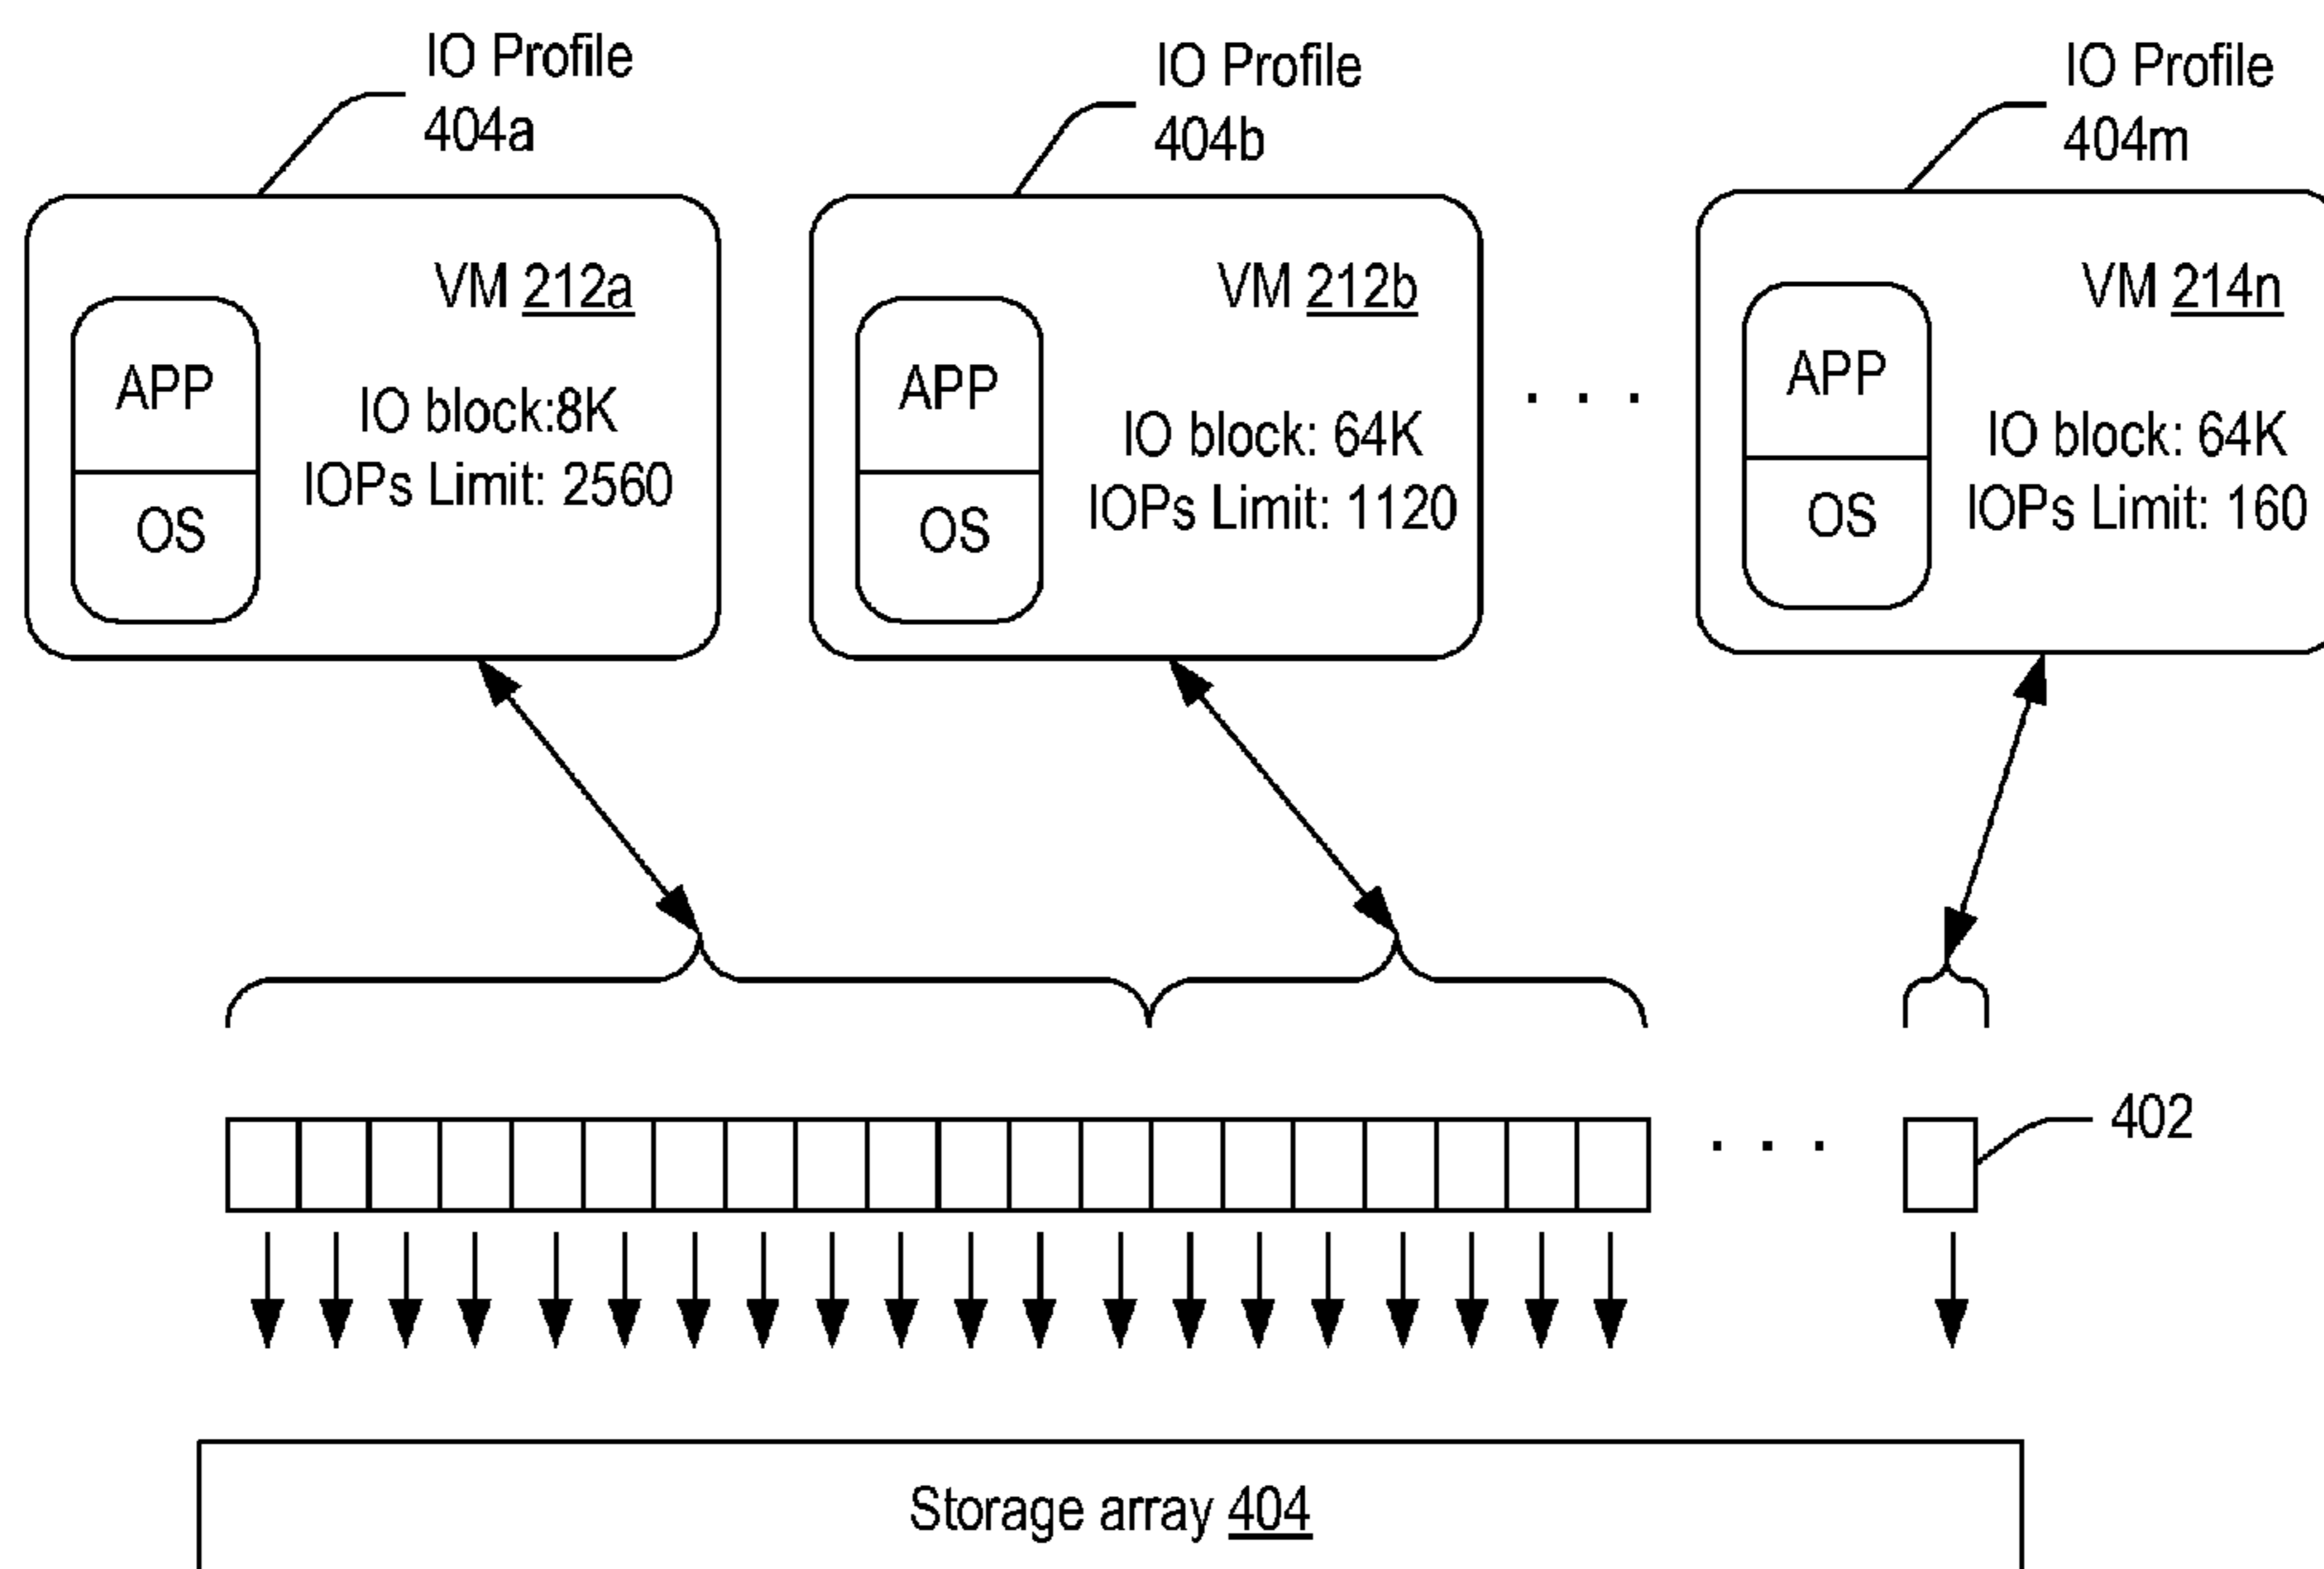 IO Profile
404a
IO Profile
404b
IO Profile
404m
VM 212a
APP
OS
IO block:8K
IOPs Limit: 2560
VM 212b
APP
OS
IO block: 64K
IOPs Limit: 1120
. . .
VM 214n
APP
OS
IO block: 64K
IOPs Limit: 160
. . .
402
Storage array 404